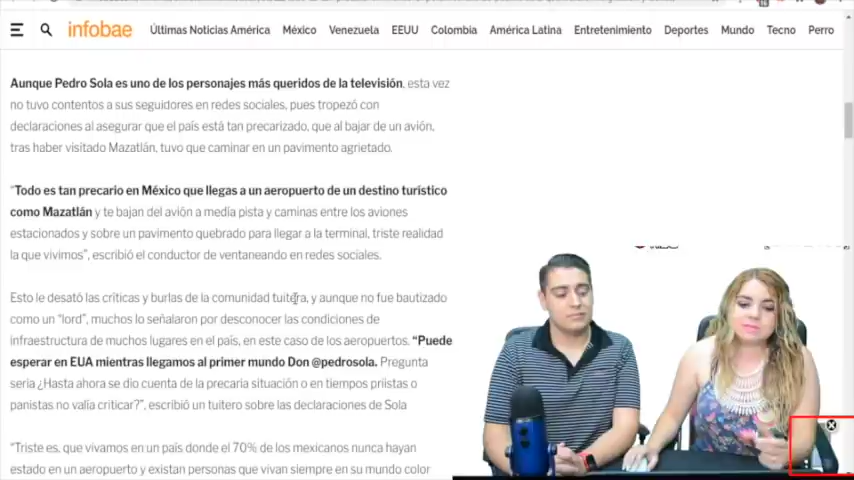 infobae
Últimas Noticias América México Venezuela EEUU Colombia América Latina Entretenimiento Deportes Mundo Tecno Perro
Aunque Pedro Sola es uno de los personajes más queridos de la televisión, esta vez
no tuvo contentos a sus seguidores en redes sociales, pues tropezó con
declaraciones al asegurar que el país está tan precarizado, que al bajar de un avión,
tras haber visitado Mazatlán, tuvo que caminar en un pavimento agrietado.
"Todo es tan precario en México que llegas a un aeropuerto de un destino turístico
como Mazatlán y te bajan del avión a media pista y caminas entre los aviones
estacionados y sobre un pavimento quebrado para llegar a la terminal, triste realidad
la que vivimos", escribió el conductor de ventaneando en redes sociales.
Esto le desató las críticas y burlas de la comunidad tuitera, y aunque no fue bautizado
como un "lord", muchos lo señalaron por desconocer las condiciones de
infraestructura de muchos lugares en el país, en este caso de los aeropuertos. "Puede
esperar en EUA mientras llegamos al primer mundo Don @pedrosola. Pregunta
seria ¿Hasta ahora se dio cuenta de la precaria situación o en tiempos priistas o
panistas no valía criticar?", escribió un tuitero sobre las declaraciones de Sola
"Triste es, que vivamos en un país donde el 70% de los mexicanos nunca hayan
estado en un aeropuerto y existan personas que vivan siempre en su mundo color